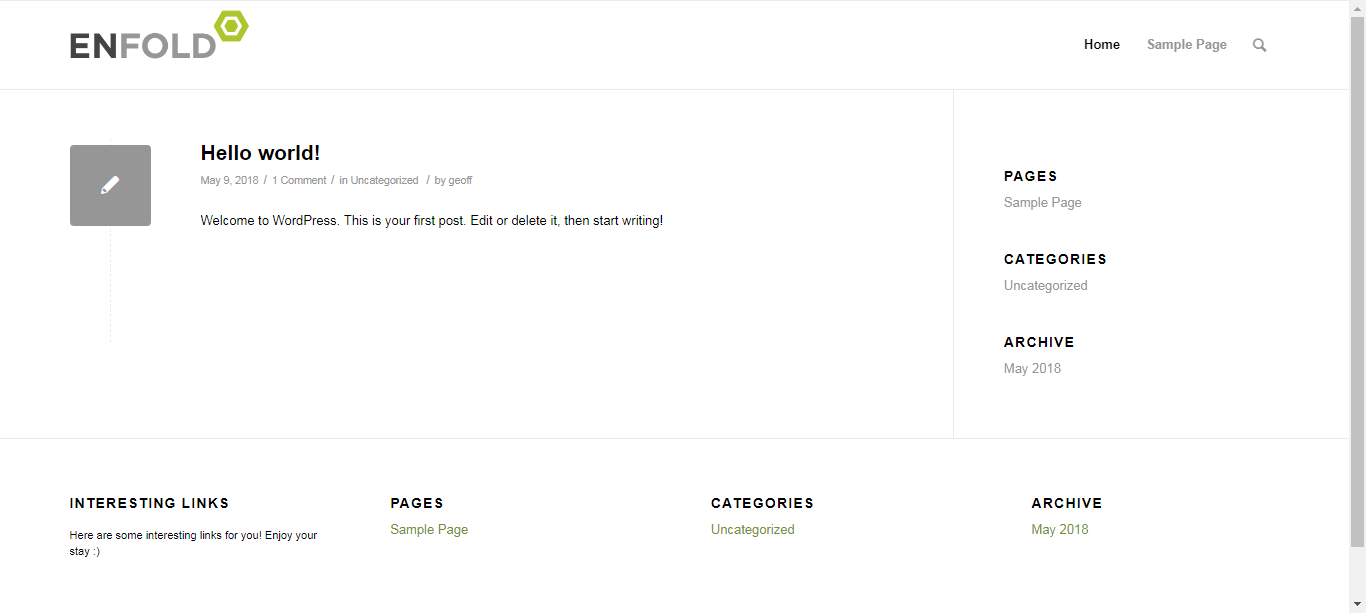 ENFOLD
Home
Sample Page
Hello world!
May 9, 2018 / 1 Comment / in Uncategorized / by geoff
Welcome to WordPress. This is your first post. Edit or delete it, then start writing!
PAGES
Sample Page
CATEGORIES
Uncategorized
ARCHIVE
May 2018
INTERESTING LINKS
Here are some interesting links for you! Enjoy your
stay :)
PAGES
Sample Page
CATEGORIES
Uncategorized
ARCHIVE
May 2018